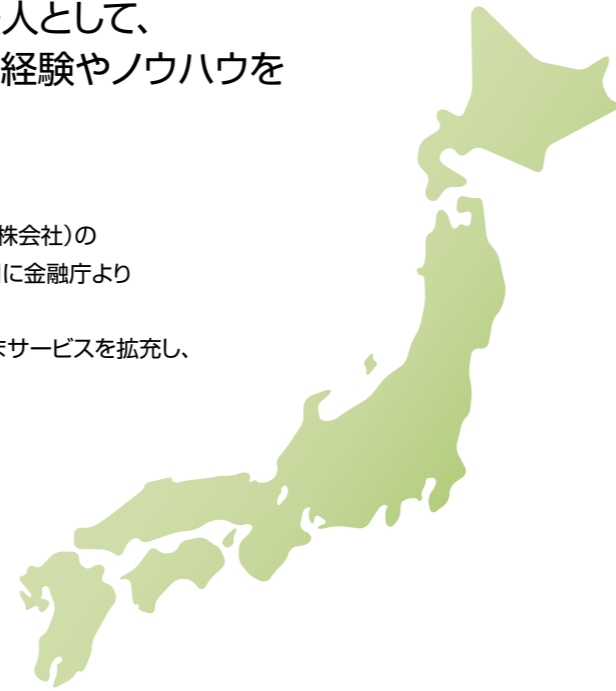 人として、
経験やノウハウを
株会社)の
に金融庁より
サービスを拡充し、